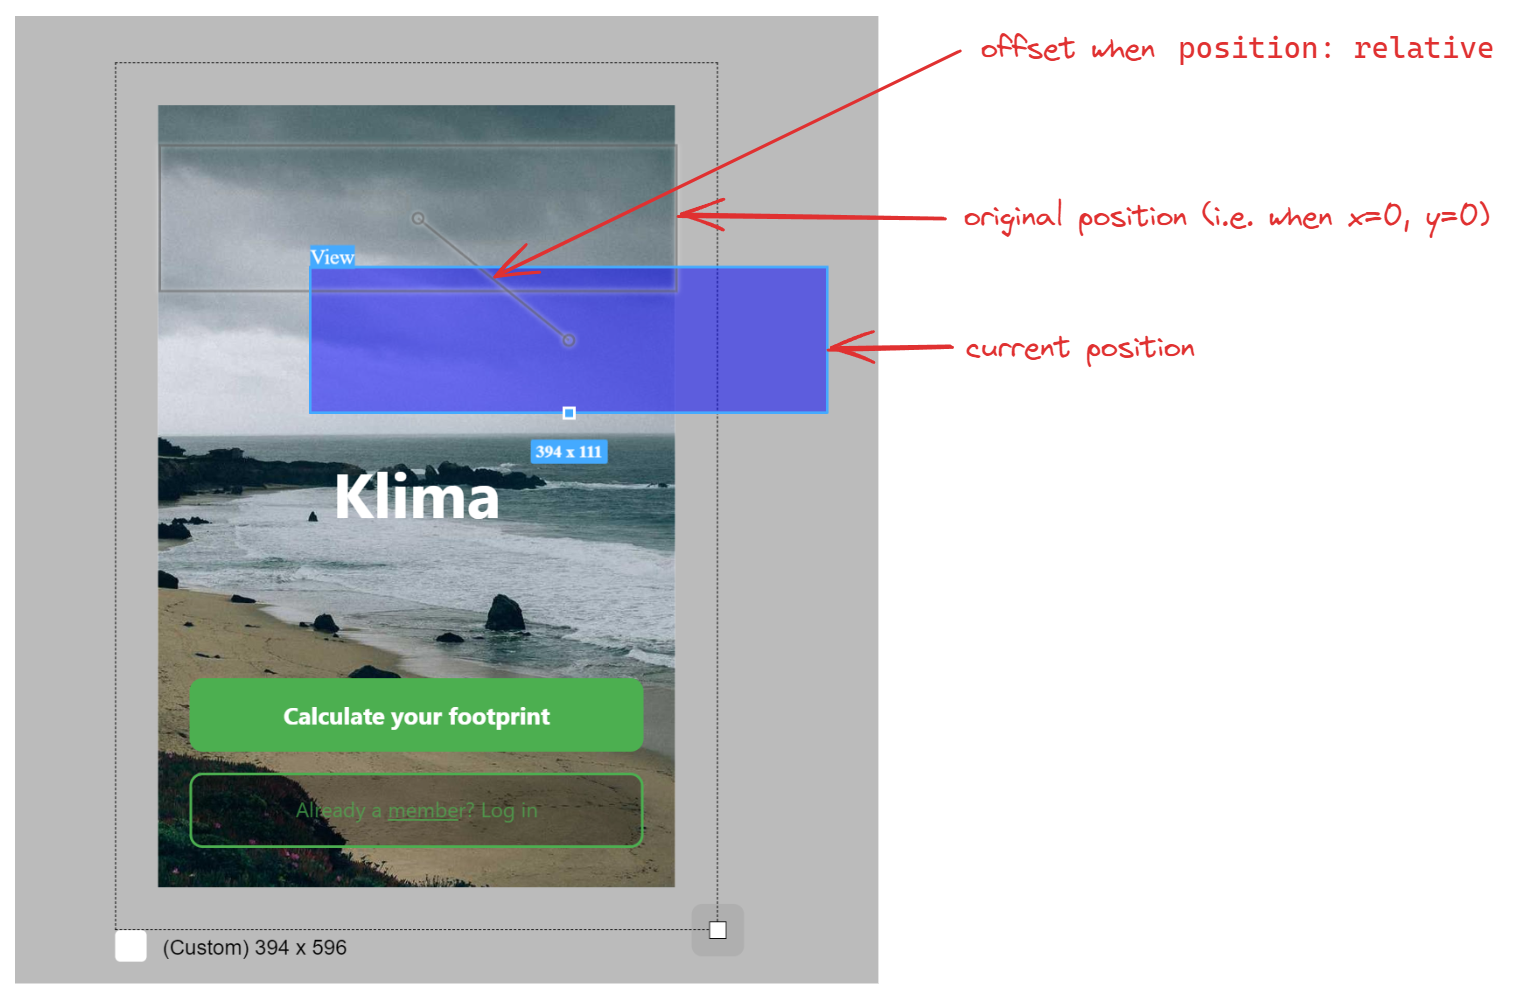 offset when position: relative
original position (i.e. when x=0, y=0)
View
current position
394 x 111
Klima
Calculate your footprint
Already a member? Log in
(Custom) 394 x 596